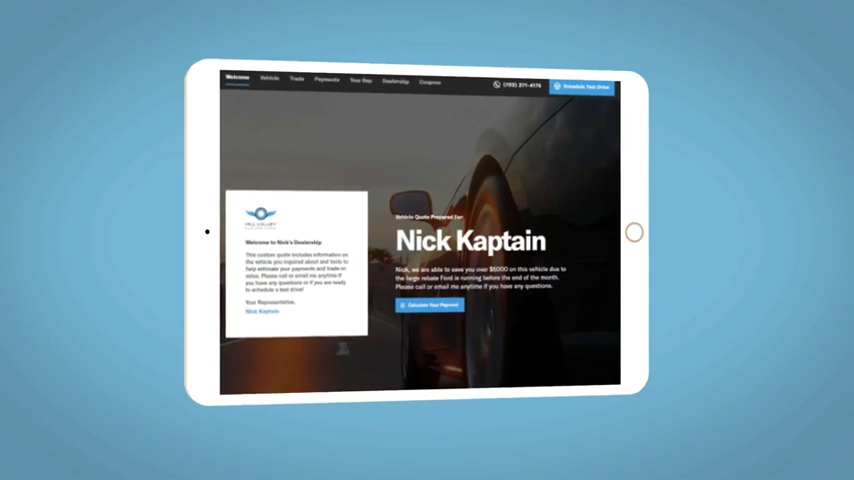 Welcome Vehicle Trade Payments Your Rep Dealership Coupons
(702) 371-4178
Schedule Test Drive
HILL VALLEY
Welcome to Nick's Dealership
This custom quote includes information on
the vehicle you inquired about and tools to
help estimate your payments and trade-in
value. Please call or email me anytime if
you have any questions or if you are ready
to schedule a test drive!
Your Representative,
Nick Kaptain
Vehicle Quote Prepared For:
Nick Kaptain
Nick, we are able to save you over $5000 on this vehicle due to
the large rebate Ford is running before the end of the month.
Please call or email me anytime if you have any questions.
Calculate Your Payment